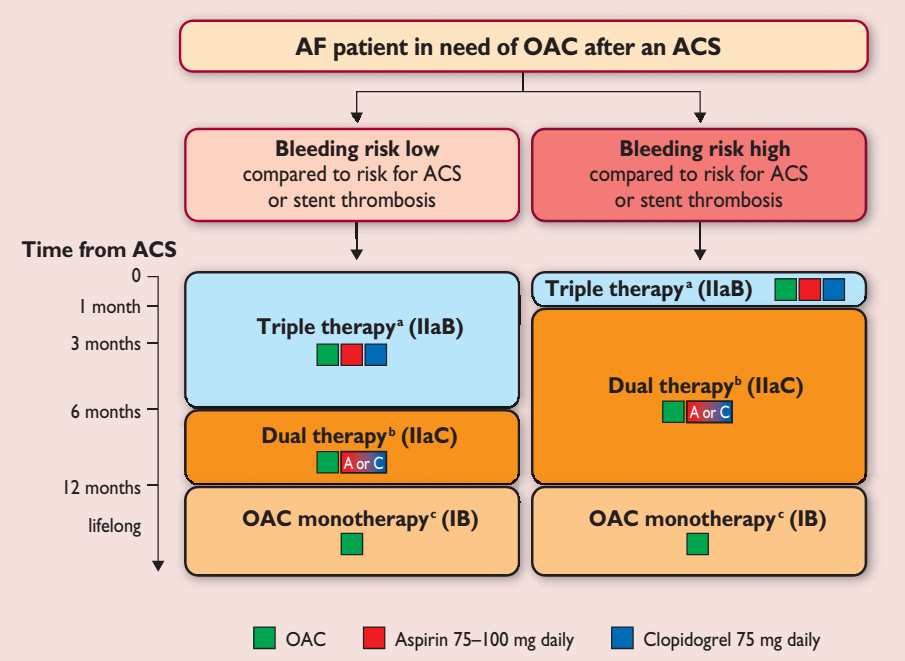 AF patient in need of OAC after an ACS
Bleeding risk low
compared to risk for ACS
or stent thrombosis
Bleeding risk high
compared to risk for ACS
or stent thrombosis
Time from ACS
0
1 month
3 months
6 months
12 months
lifelong
Triple therapyᵃ (IIaB)
Dual therapyᵇ (IIaC)
A or C
OAC monotherapyᶜ (IB)
Triple therapyᵃ (IIaB)
Dual therapyᵇ (IIaC)
A or C
OAC monotherapyᶜ (IB)
OAC
Aspirin 75–100 mg daily
Clopidogrel 75 mg daily